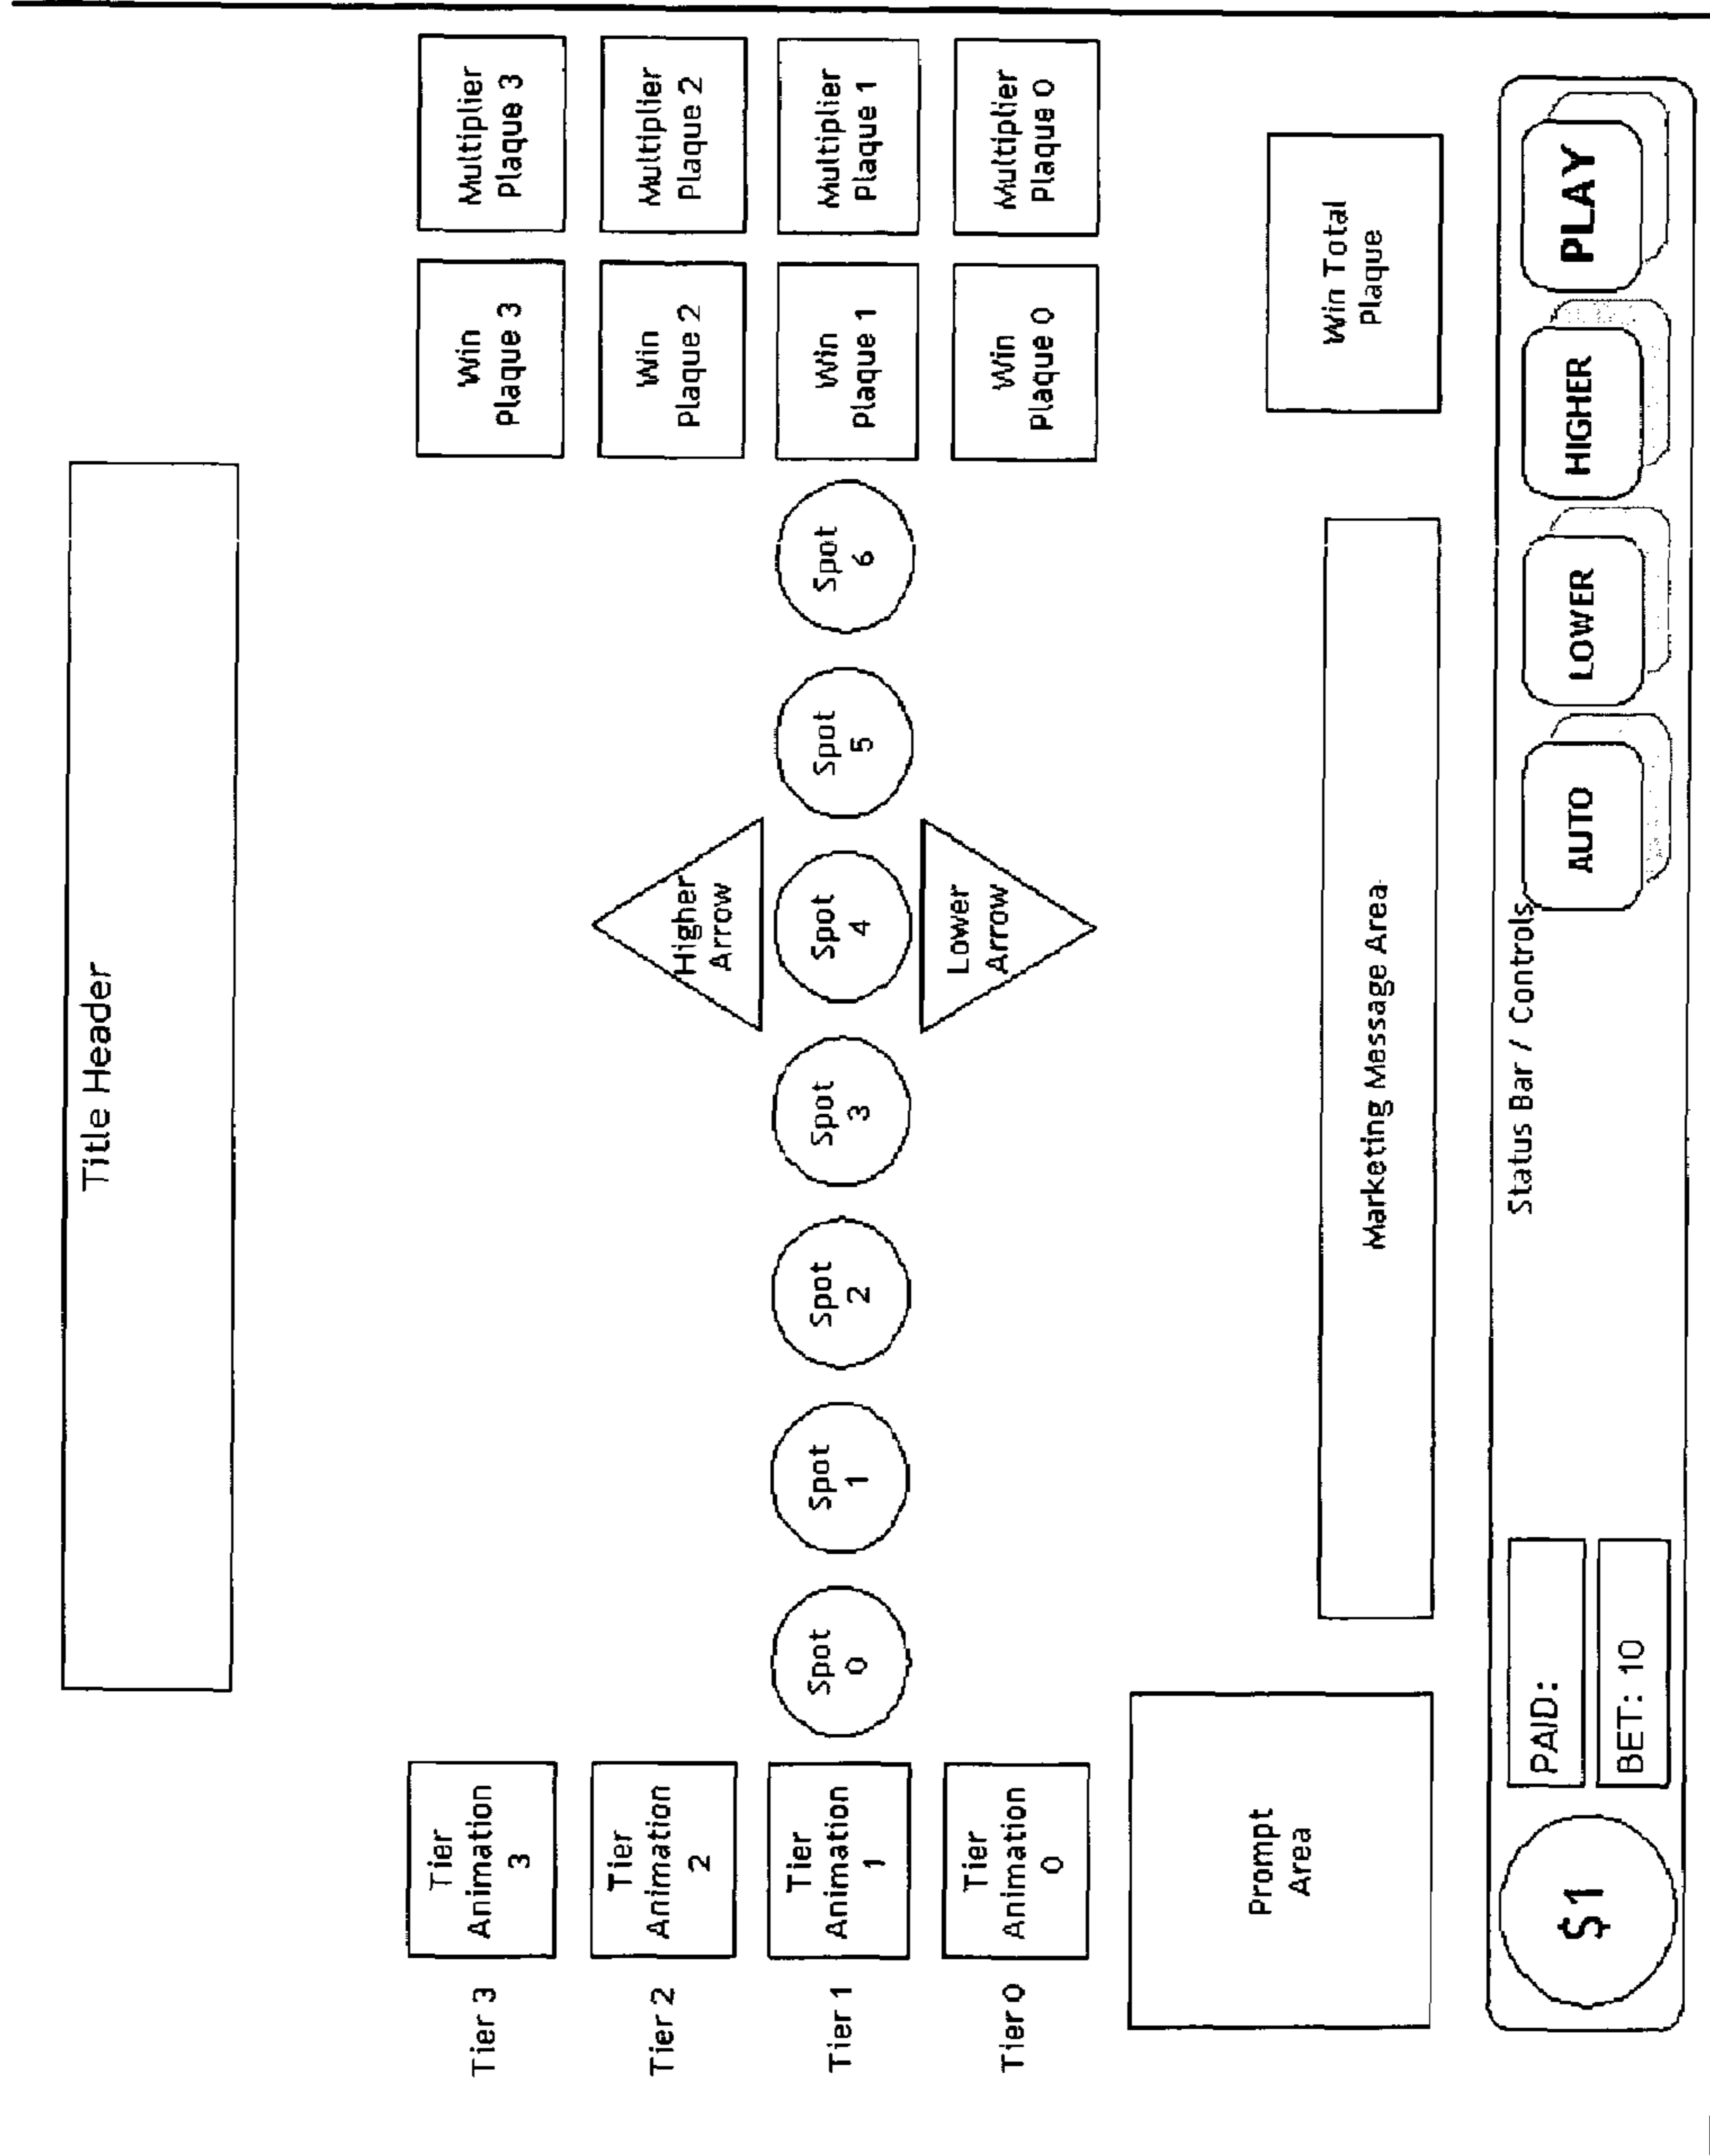 Title Header
Tier 3
Tier
Animation
3
Win
Plaque 3
Multiplier
Plaque 3
Tier 2
Tier
Animation
2
Higher
Arrow
Win
Plaque 2
Multiplier
Plaque 2
Tier 1
Tier
Animation
1
Spot
0
Spot
1
Spot
2
Spot
3
Spot
4
Spot
5
Spot
6
Win
Plaque 1
Multiplier
Plaque 1
Tier 0
Tier
Animation
0
Lower
Arrow
Win
Plaque 0
Multiplier
Plaque 0
Prompt
Area
Marketing Message Area
Win Total
Plaque
Status Bar / Controls
$1
PAID:
BET: 10
AUTO
LOWER
HIGHER
PLAY